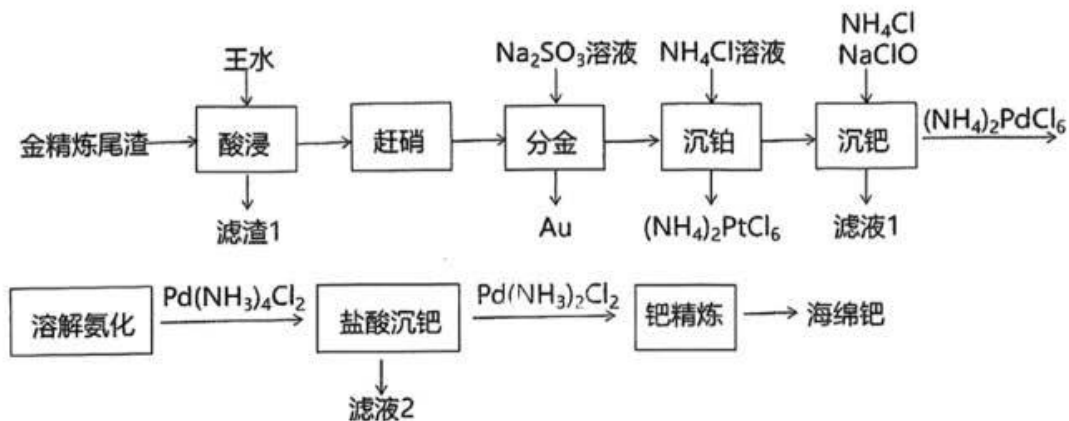 NH₄Cl
王水 Na₂SO₃溶液 NH₄Cl溶液 NaClO
金精炼尾渣 酸浸 赶硝 分金 沉铂 沉钯 (NH₄)₂PdCl₆
滤渣1 Au (NH₄)₂PtCl₆ 滤液1
溶解氨化 Pd(NH₃)₄Cl₂ 盐酸沉钯 Pd(NH₃)₂Cl₂ 钯精炼 海绵钯
滤液2